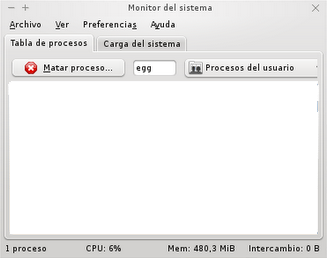 Monitor del sistema
Archivo Ver Preferencias Ayuda
Tabla de procesos Carga del sistema
Matar proceso... egg Procesos del usuario
1 proceso CPU: 6% Mem: 480,3 MiB Intercambio: 0 B